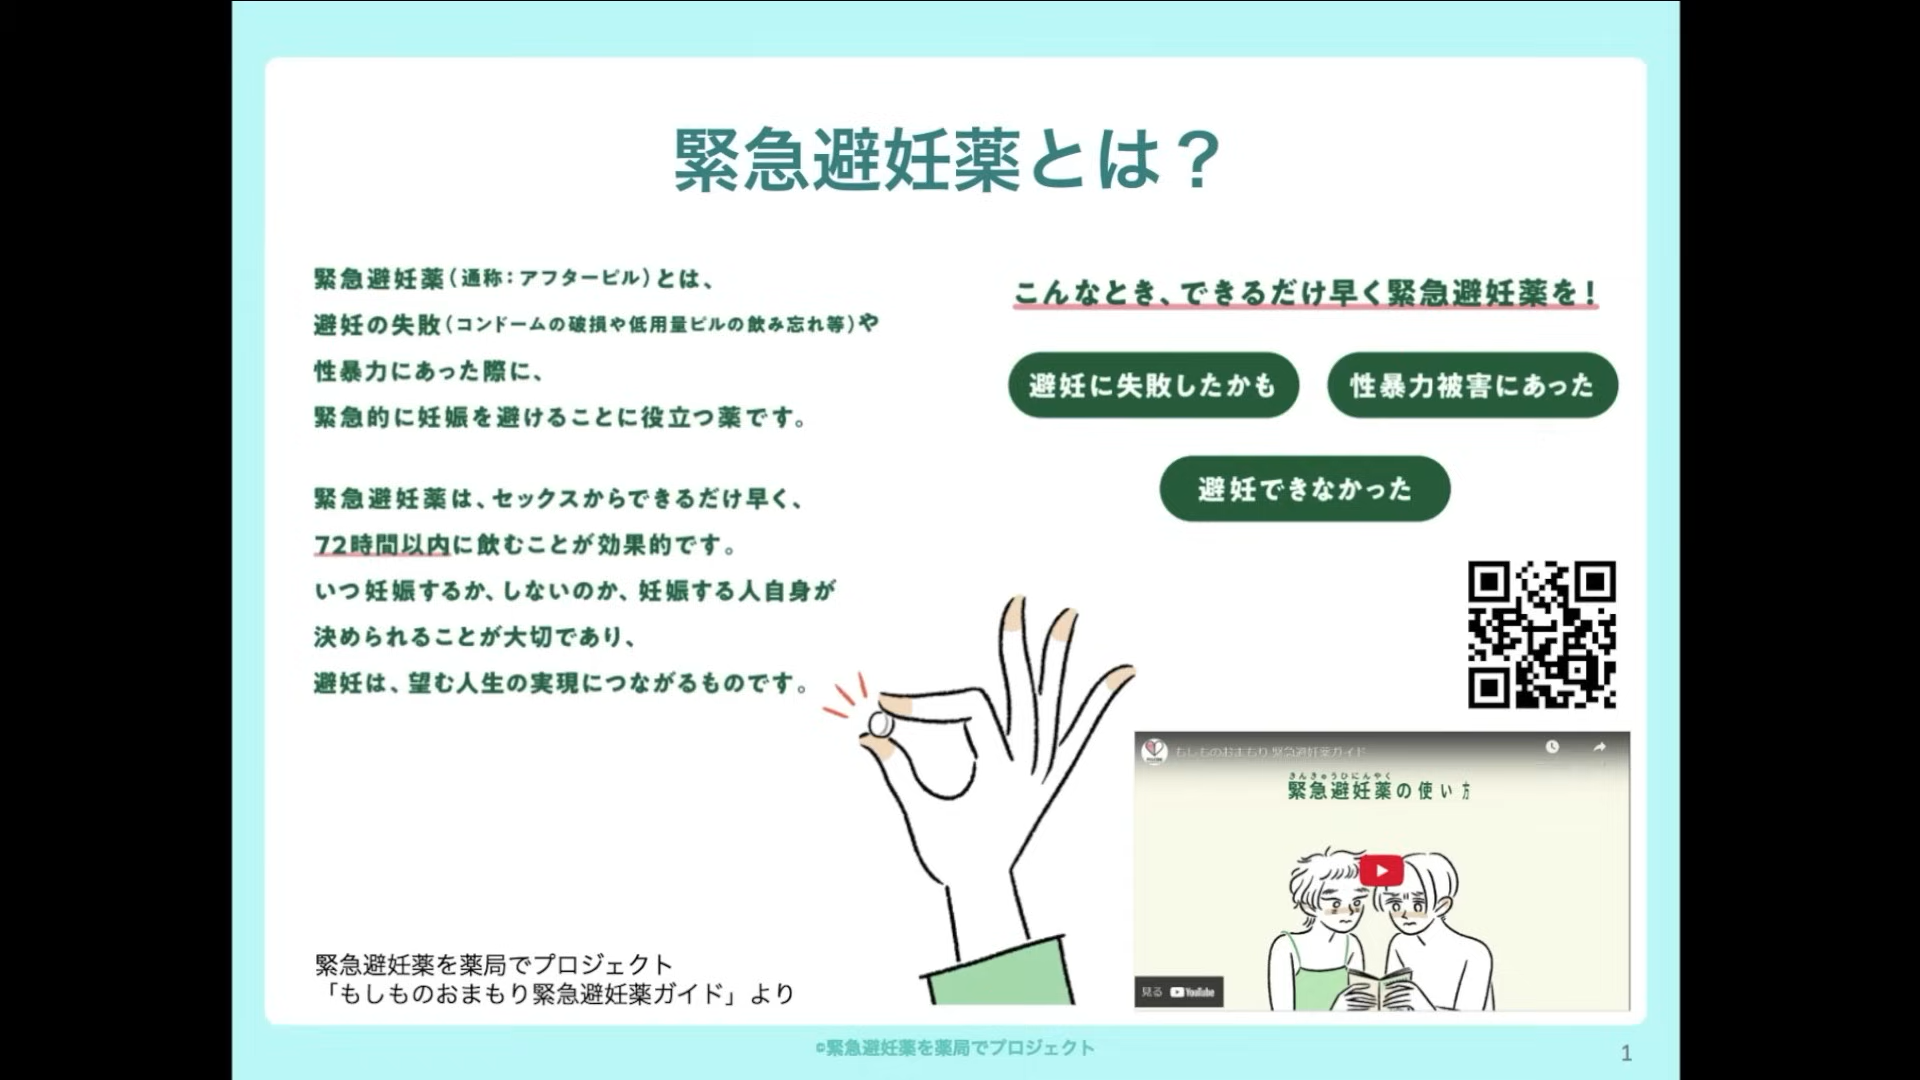 緊急避妊薬とは？
緊急避妊薬(通称：アフターピル)とは、
避妊の失敗(コンドームの破損や低用量ピルの飲み忘れ等)や
性暴力にあった際に、
緊急的に妊娠を避けることに役立つ薬です。
緊急避妊薬は、セックスからできるだけ早く、
72時間以内に飲むことが効果的です。
いつ妊娠するか、しないのか、妊娠する人自身が
決められることが大切であり、
避妊は、望む人生の実現につながるものです。
こんなとき、できるだけ早く緊急避妊薬を！
避妊に失敗したかも
性暴力被害にあった
避妊できなかった
もしものおまもり 緊急避妊薬ガイド
きんきゅうひにんやく
緊急避妊薬の使い方
見る YouTube
緊急避妊薬を薬局でプロジェクト
「もしものおまもり緊急避妊薬ガイド」より
©緊急避妊薬を薬局でプロジェクト
1